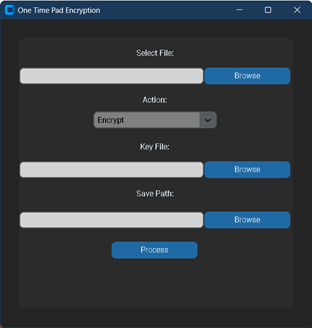 One Time Pad Encryption
Select File:
Browse
Action:
Encrypt
Key File:
Browse
Save Path:
Browse
Process